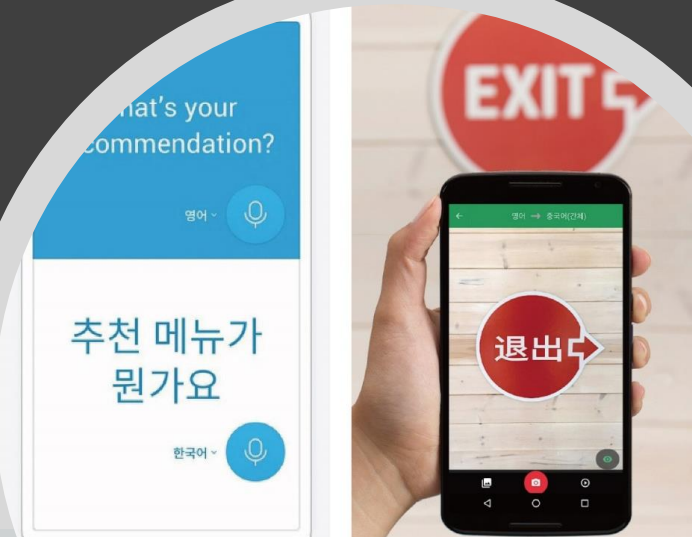 hat's your
commendation?
영어
추천 메뉴가
뭔가요
한국어
EXIT
영어 → 중국어(간체)
退出